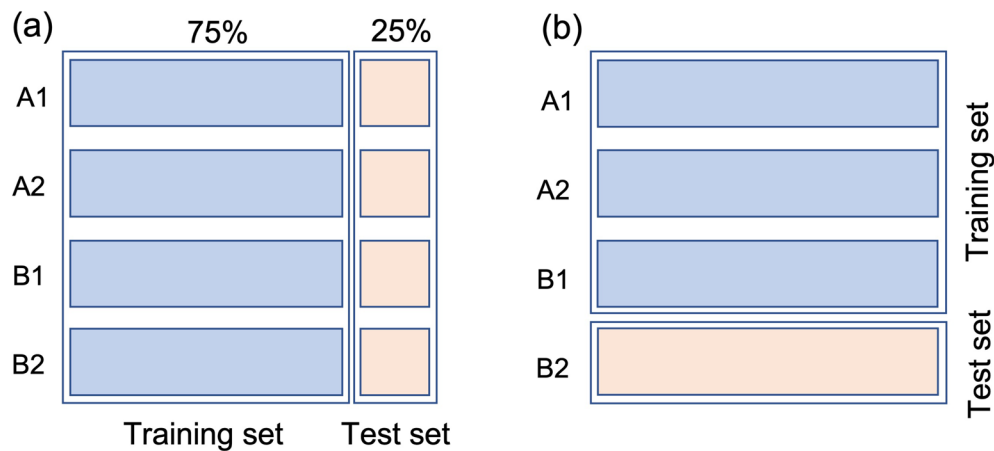 (a)
75%
25%
A1
A2
B1
B2
Training set
Test set
(b)
A1
A2
B1
B2
Training set
Test set